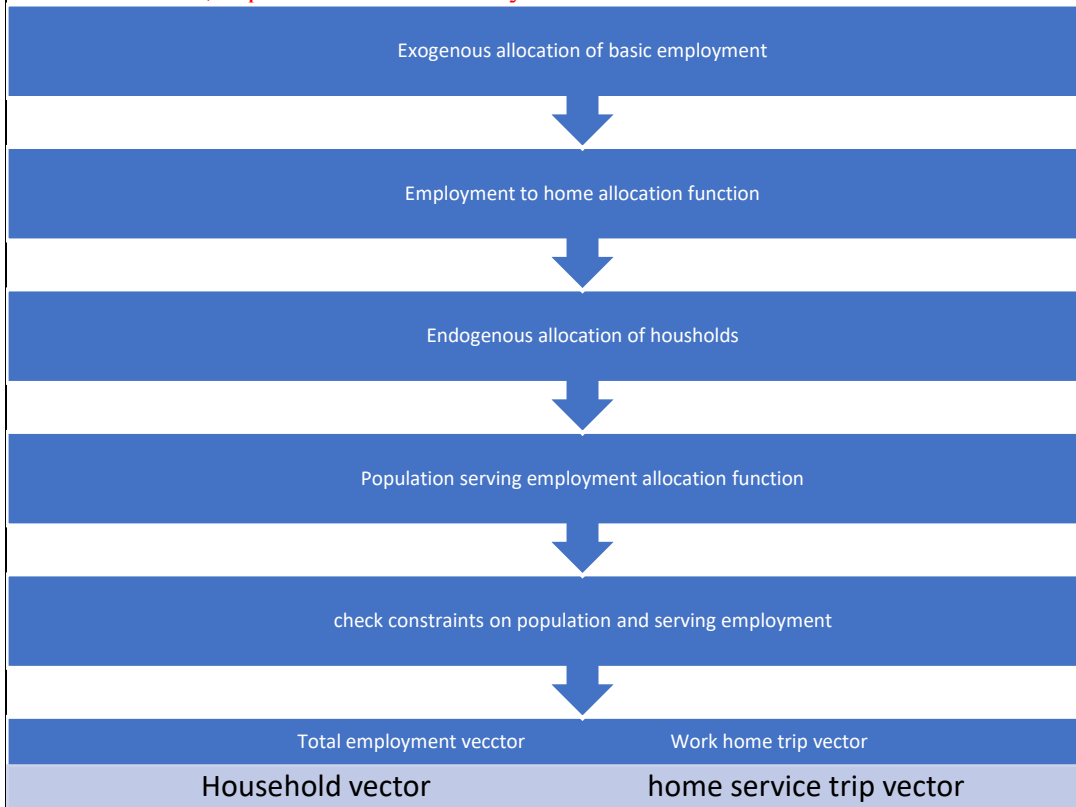 Exogenous allocation of basic employment
Employment to home allocation function
Endogenous allocation of housholds
Population serving employment allocation function
check constraints on population and serving employment
Total employment vecctor Work home trip vector
Household vector home service trip vector